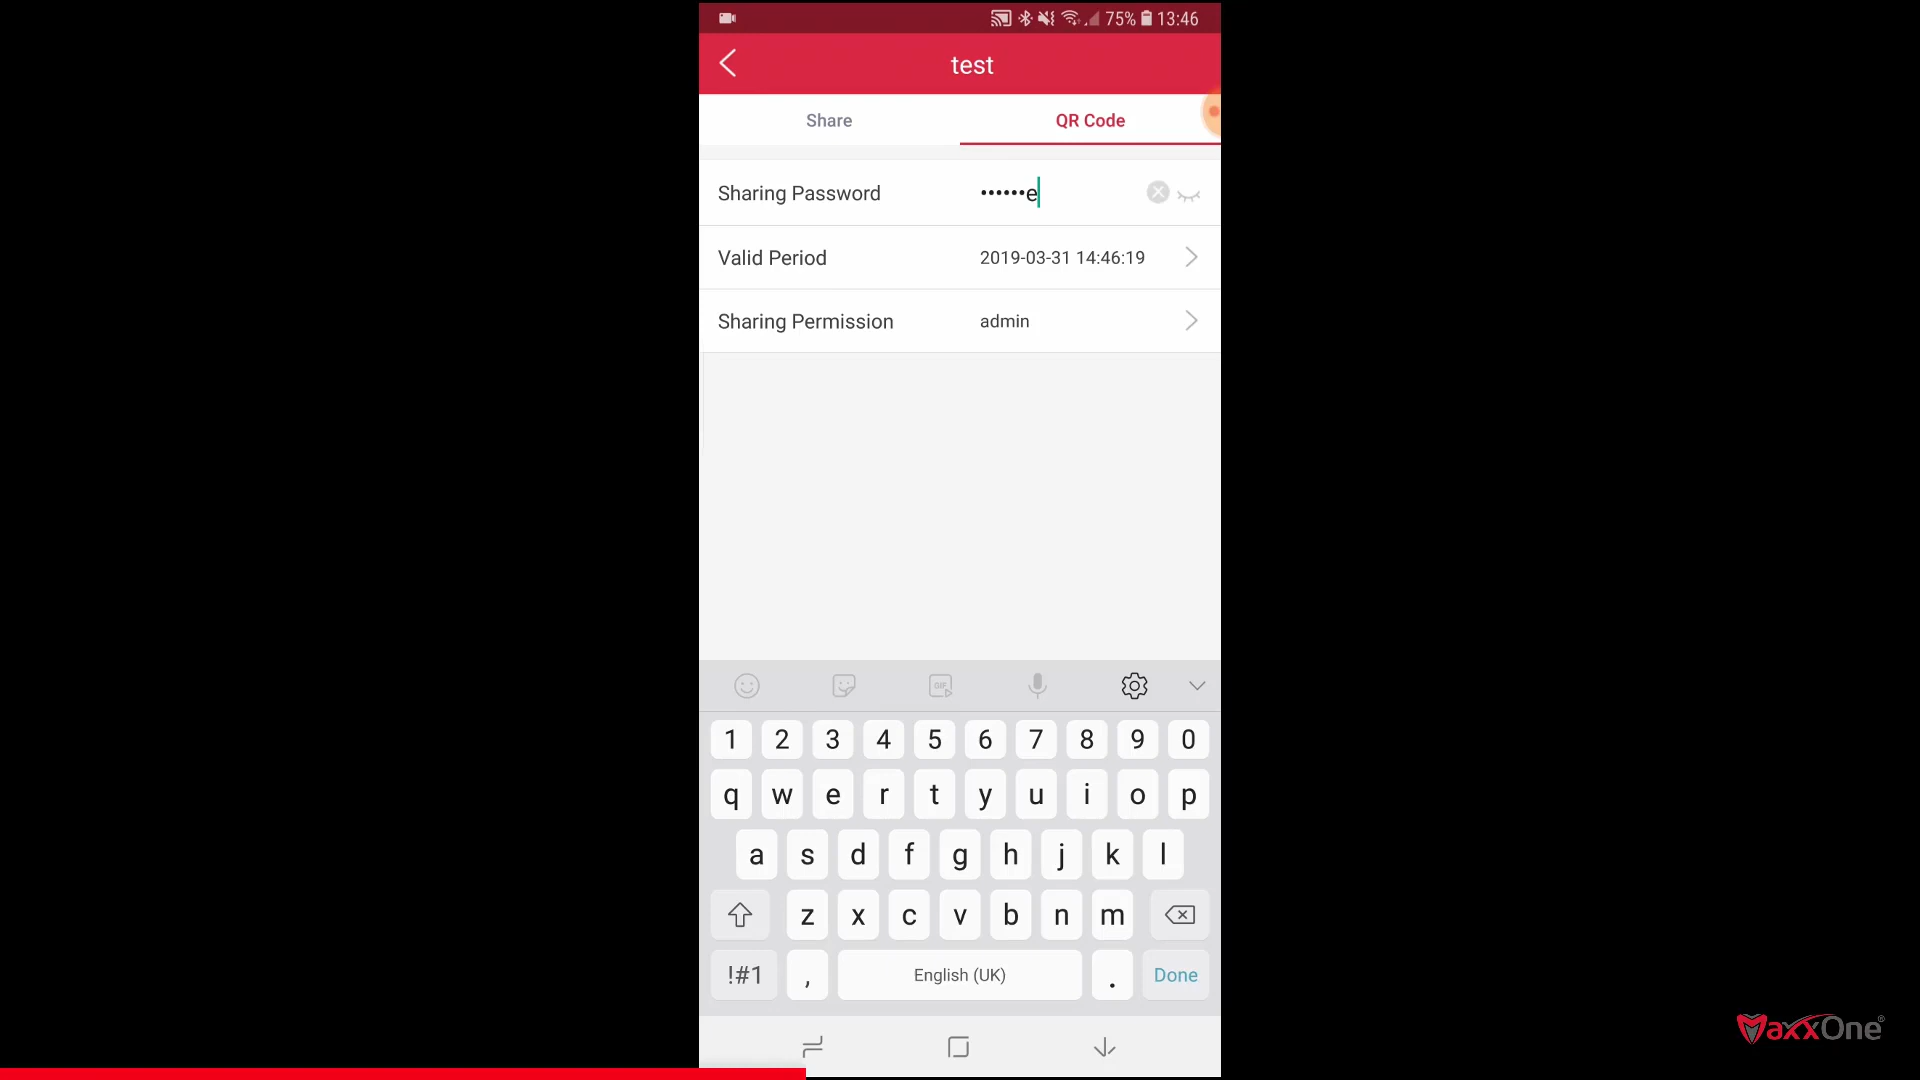 75% 13:46
test
Share QR Code
Sharing Password ••••••e
Valid Period 2019-03-31 14:46:19
Sharing Permission admin
GIF
1 2 3 4 5 6 7 8 9 0
q w e r t y u i o p
a s d f g h j k l
z x c v b n m
!#1 , English (UK) . Done
MaxxOne®